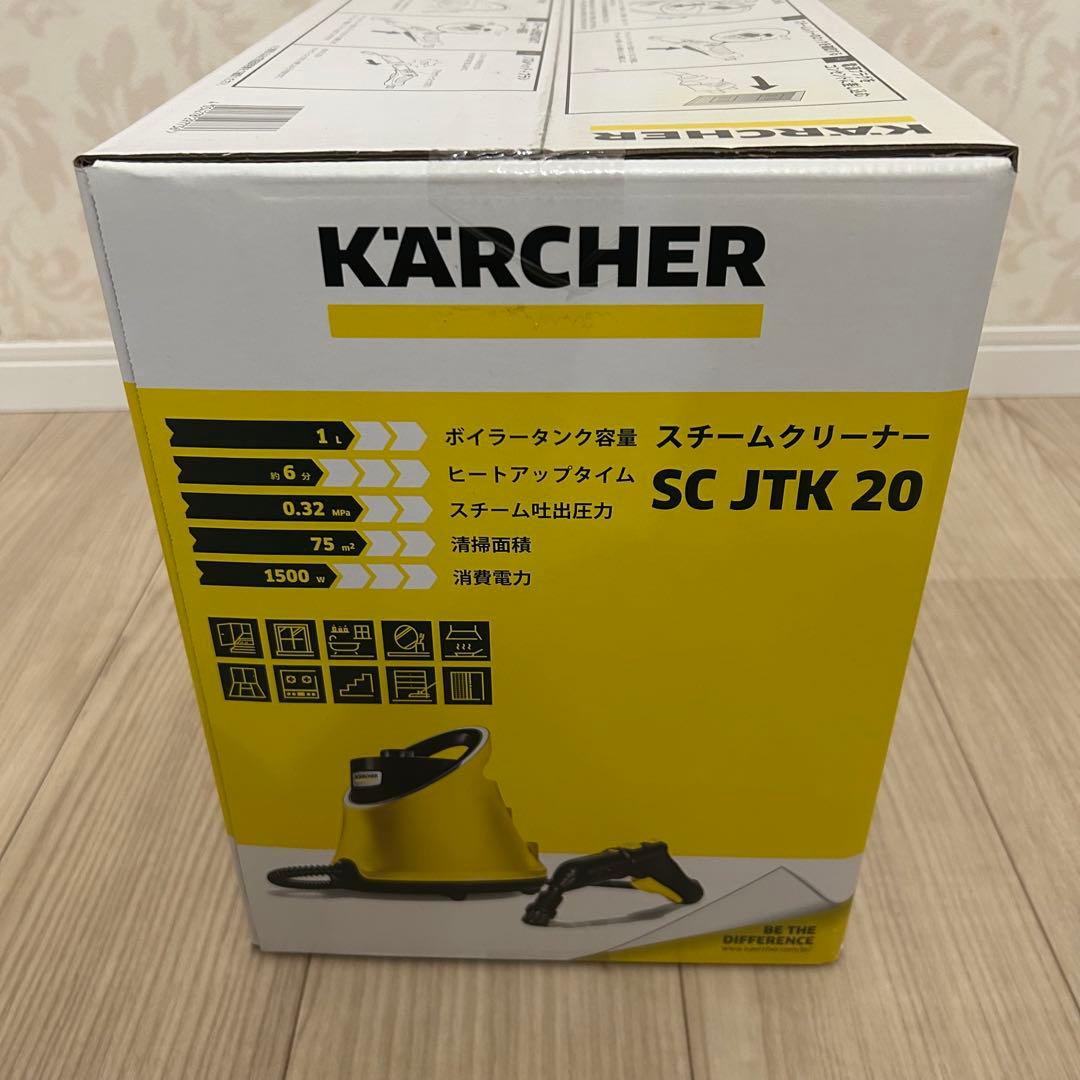 KÄRCHER
KÄRCHER
1 L ボイラータンク容量
約6分 ヒートアップタイム
0.32 MPa スチーム吐出圧力
75 m² 清掃面積
1500 W 消費電力
スチームクリーナー
SC JTK 20
KÄRCHER
BE THE
DIFFERENCE